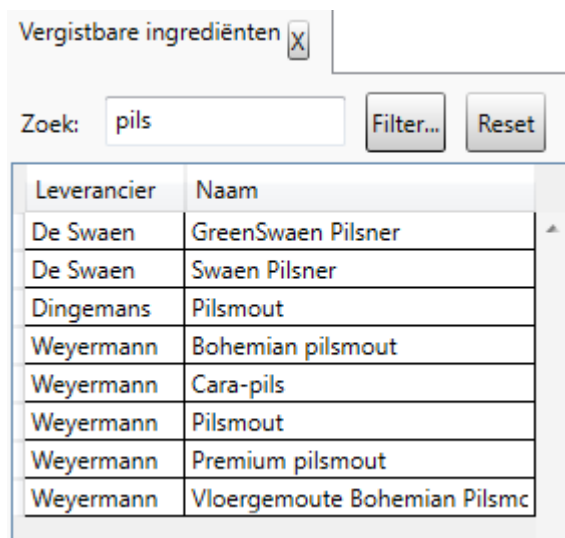 Vergistbare ingrediënten X
Zoek: pils Filter... Reset
Leverancier Naam
De Swaen GreenSwaen Pilsner
De Swaen Swaen Pilsner
Dingemans Pilsmout
Weyermann Bohemian pilsmout
Weyermann Cara-pils
Weyermann Pilsmout
Weyermann Premium pilsmout
Weyermann Vloergemoute Bohemian